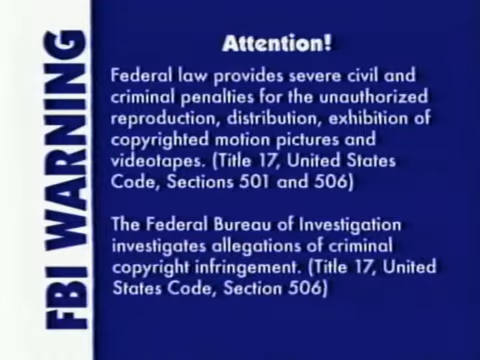 FBI WARNING
Attention!
Federal law provides severe civil and
criminal penalties for the unauthorized
reproduction, distribution, exhibition of
copyrighted motion pictures and
videotapes. (Title 17, United States
Code, Sections 501 and 506)
The Federal Bureau of Investigation
investigates allegations of criminal
copyright infringement. (Title 17, United
States Code, Section 506)